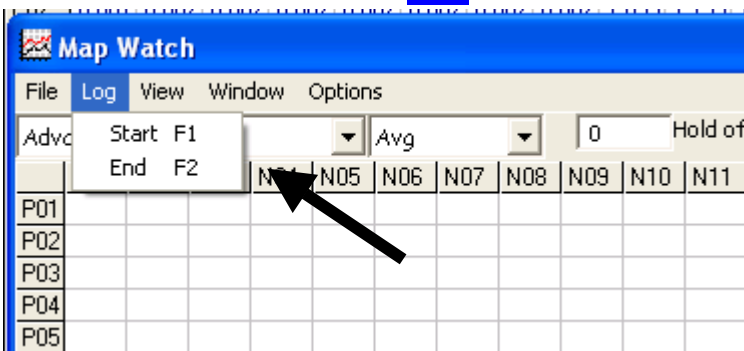 Map Watch
File Log View Window Options
Start F1
End F2
Avg 0 Hold of
N05 N06 N07 N08 N09 N10 N11
P01
P02
P03
P04
P05